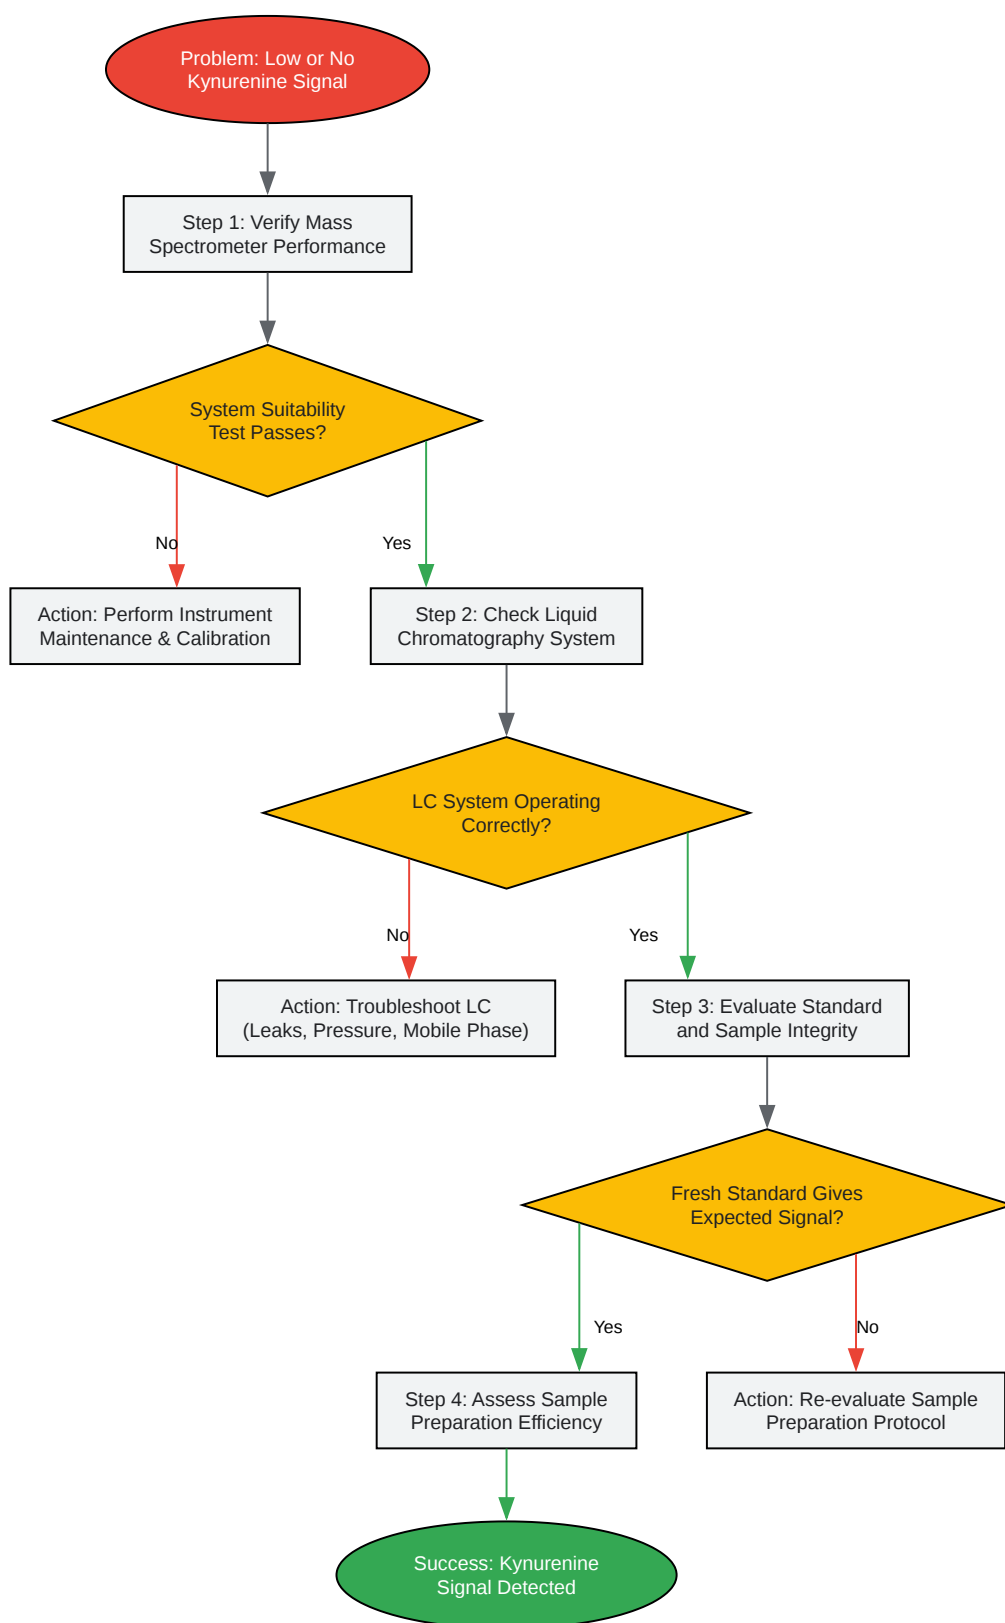 Problem: Low or No
Kynurenine Signal
Step 1: Verify Mass
Spectrometer Performance
System Suitability
Test Passes?
No
Yes
Action: Perform Instrument
Maintenance & Calibration
Step 2: Check Liquid
Chromatography System
LC System Operating
Correctly?
No
Yes
Action: Troubleshoot LC
(Leaks, Pressure, Mobile Phase)
Step 3: Evaluate Standard
and Sample Integrity
Fresh Standard Gives
Expected Signal?
Yes
No
Step 4: Assess Sample
Preparation Efficiency
Action: Re-evaluate Sample
Preparation Protocol
Success: Kynurenine
Signal Detected